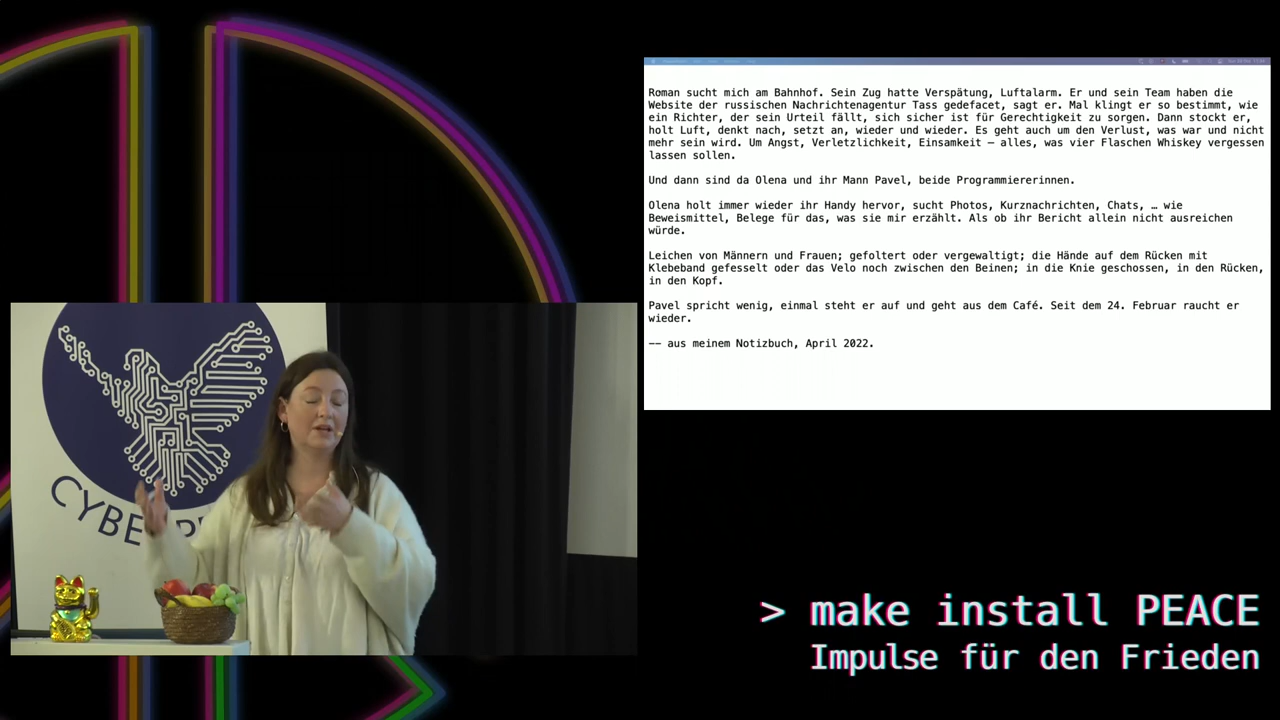 Roman sucht mich am Bahnhof. Sein Zug hatte Verspätung, Luftalarm. Er und sein Team haben die
Website der russischen Nachrichtenagentur Tass gedefacet, sagt er. Mal klingt er so bestimmt, wie
ein Richter, der sein Urteil fällt, sich sicher ist für Gerechtigkeit zu sorgen. Dann stockt er,
holt Luft, denkt nach, setzt an, wieder und wieder. Es geht auch um den Verlust, was war und nicht
mehr sein wird. Um Angst, Verletzlichkeit, Einsamkeit – alles, was vier Flaschen Whiskey vergessen
lassen sollen.
Und dann sind da Olena und ihr Mann Pavel, beide Programmiererinnen.
Olena holt immer wieder ihr Handy hervor, sucht Photos, Kurznachrichten, Chats, … wie
Beweismittel, Belege für das, was sie mir erzählt. Als ob ihr Bericht allein nicht ausreichen
würde.
Leichen von Männern und Frauen; gefoltert oder vergewaltigt; die Hände auf dem Rücken mit
Klebeband gefesselt oder das Velo noch zwischen den Beinen; in die Knie geschossen, in den Rücken,
in den Kopf.
Pavel spricht wenig, einmal steht er auf und geht aus dem Café. Seit dem 24. Februar raucht er
wieder.
–– aus meinem Notizbuch, April 2022.
CYBE
> make install PEACE
Impulse für den Frieden